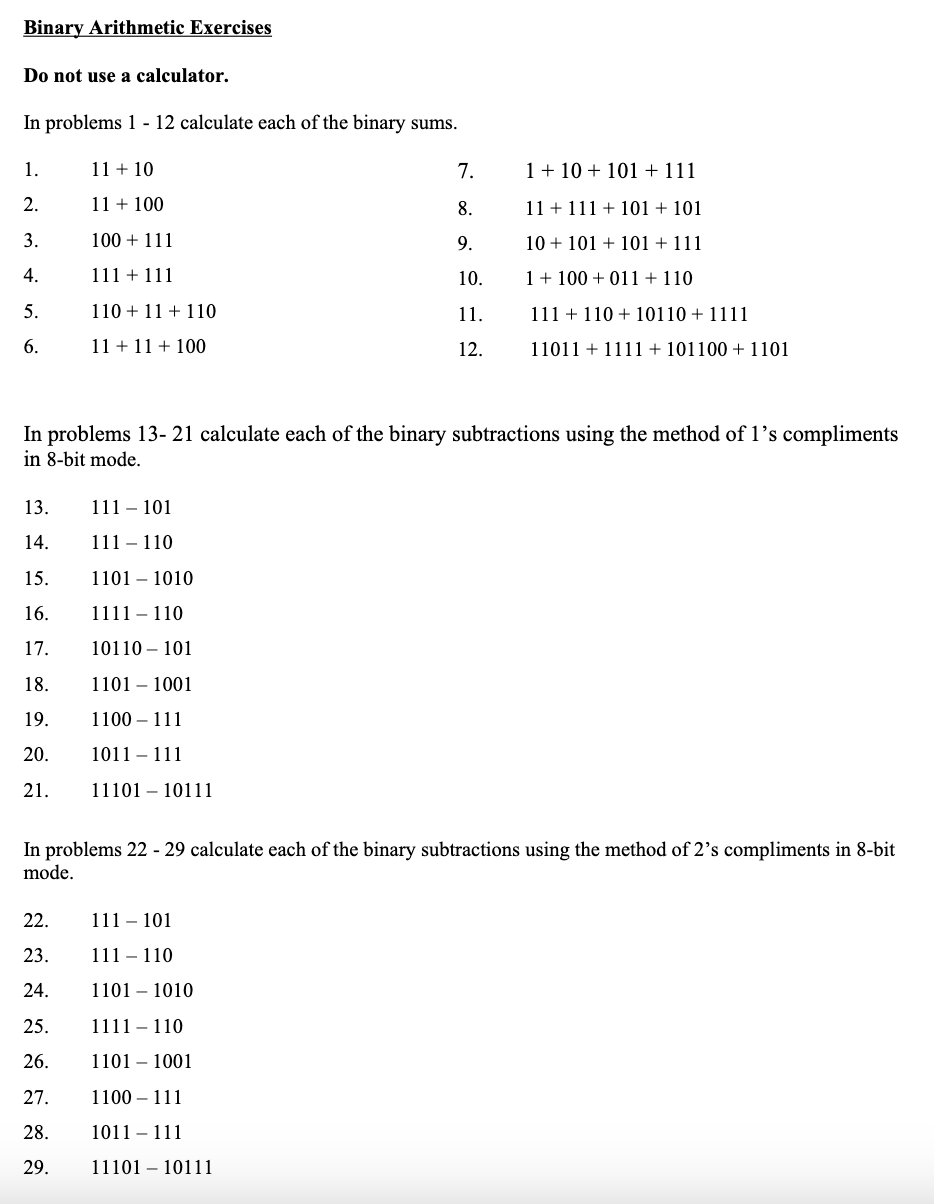 Binary Arithmetic Exercises
Do not use a calculator.
In problems 1 - 12 calculate each of the binary sums.
1. 11 + 10
2. 11 + 100
3. 100 + 111
4. 111 + 111
5. 110 + 11 + 110
6. 11 + 11 + 100
7. 1 + 10 + 101 + 111
8. 11 + 111 + 101 + 101
9. 10 + 101 + 101 + 111
10. 1 + 100 + 011 + 110
11. 111 + 110 + 10110 + 1111
12. 11011 + 1111 + 101100 + 1101
In problems 13- 21 calculate each of the binary subtractions using the method of 1’s compliments
in 8-bit mode.
13. 111 – 101
14. 111 – 110
15. 1101 – 1010
16. 1111 – 110
17. 10110 – 101
18. 1101 – 1001
19. 1100 – 111
20. 1011 – 111
21. 11101 – 10111
In problems 22 - 29 calculate each of the binary subtractions using the method of 2’s compliments in 8-bit
mode.
22. 111 – 101
23. 111 – 110
24. 1101 – 1010
25. 1111 – 110
26. 1101 – 1001
27. 1100 – 111
28. 1011 – 111
29. 11101 – 10111